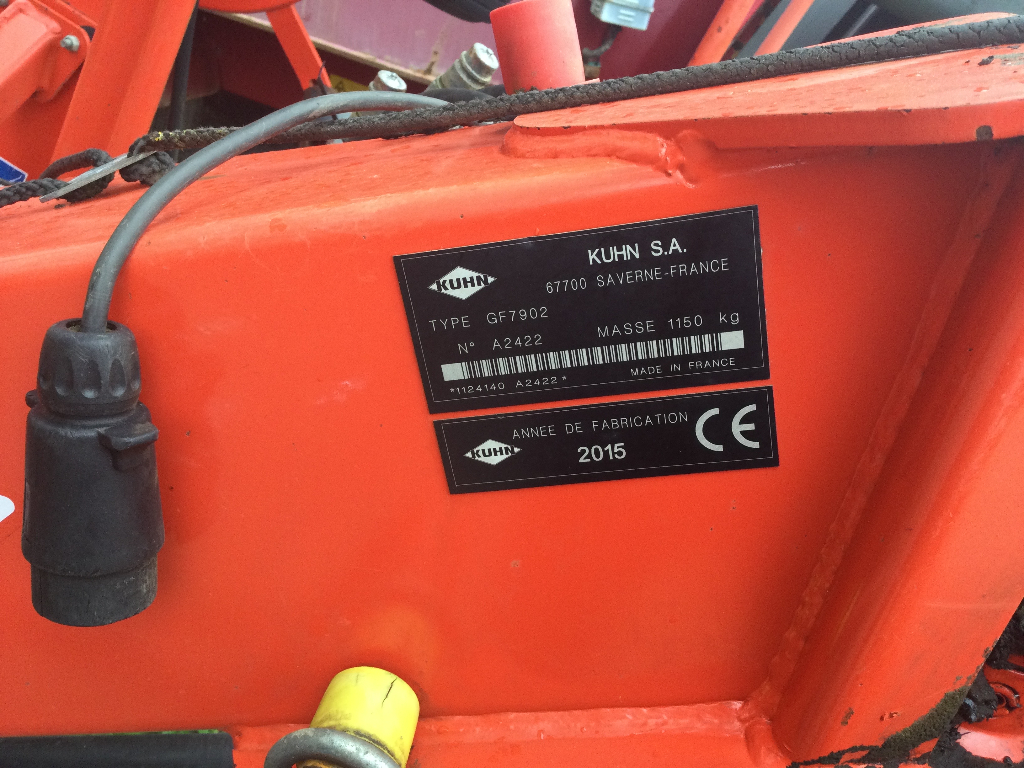 KUHN
KUHN S.A.
67700 SAVERNE-FRANCE
TYPE GF7902
N° A2422 MASSE 1150 kg
*1124140 A2422*
MADE IN FRANCE
KUHN
ANNEE DE FABRICATION
2015
CE